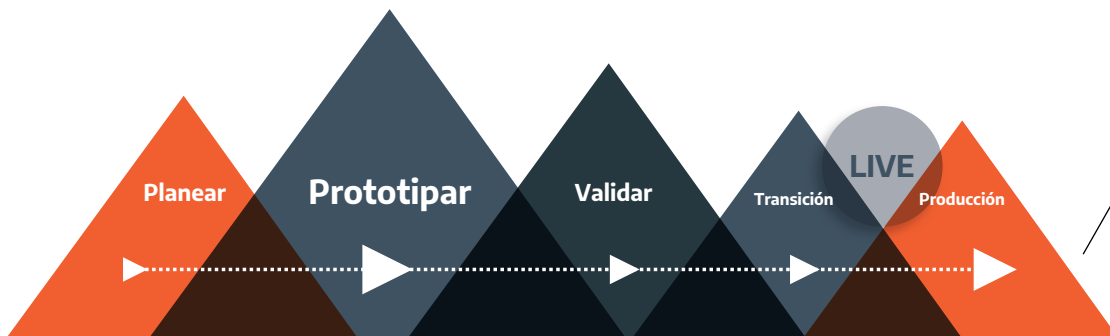 Planear
Prototipar
Validar
Transición
LIVE
Producción